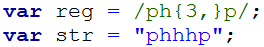 var reg = /ph{3,}p/;
var str = "phhhp";